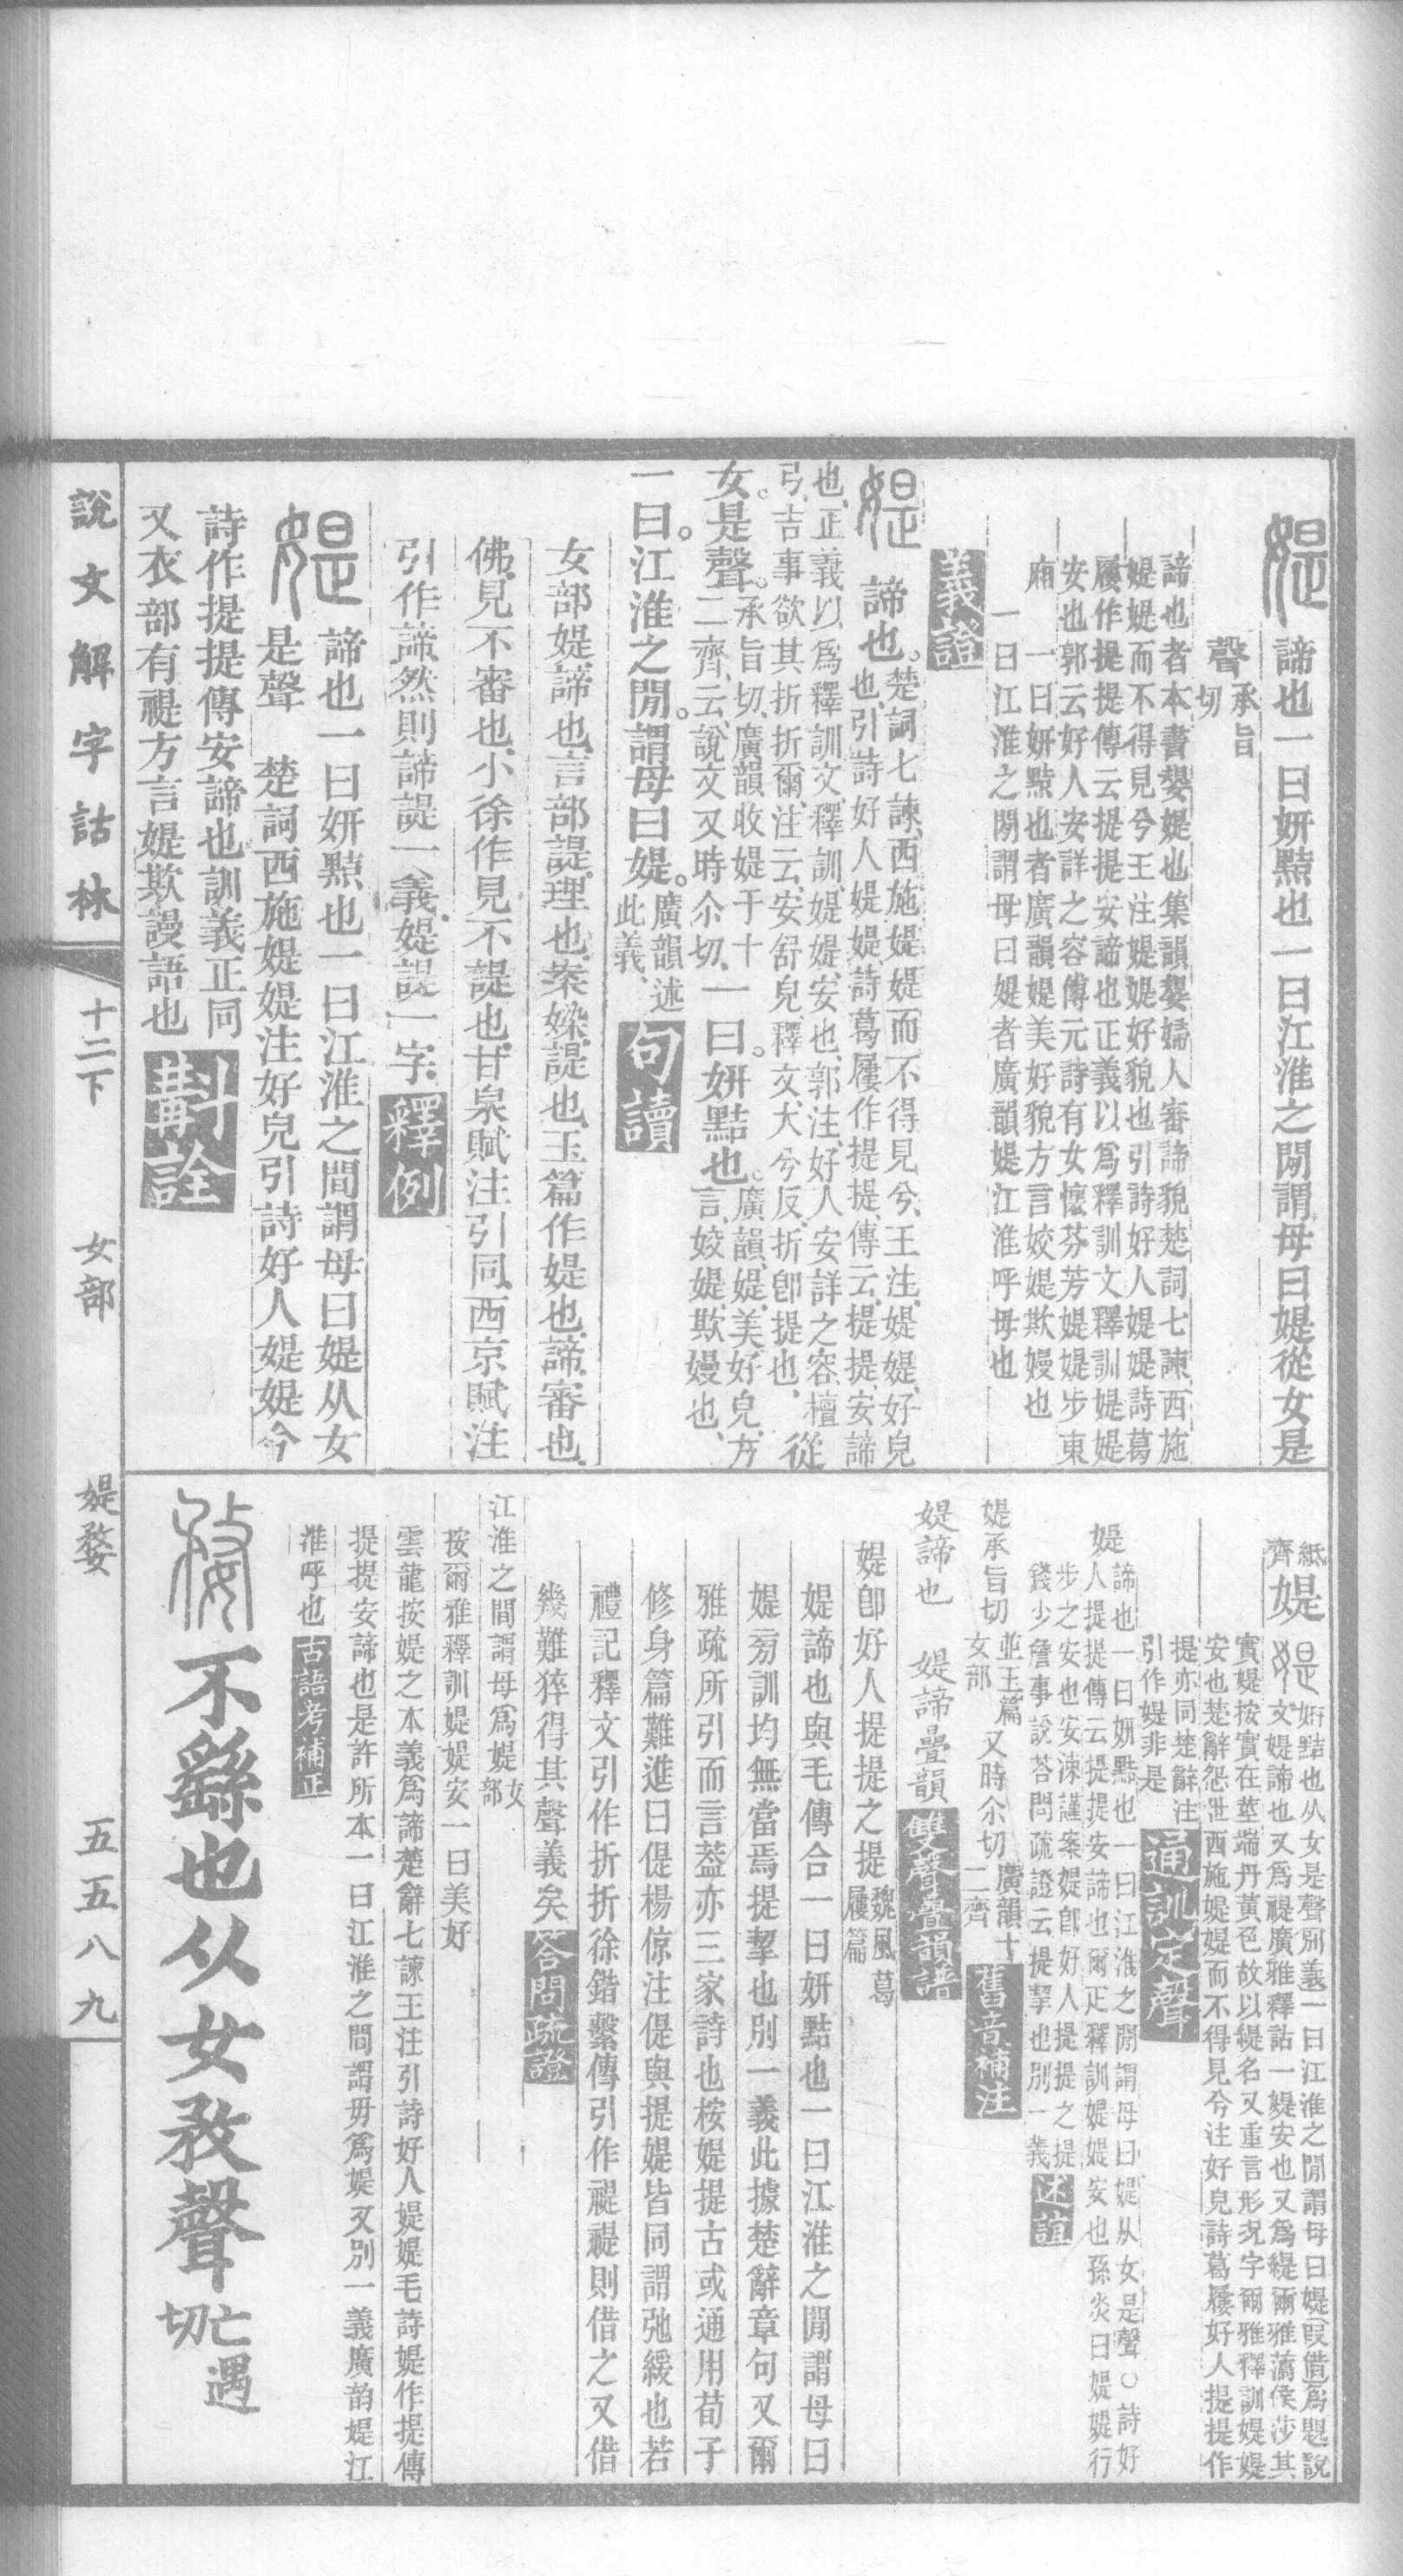 媞諦也一曰妍黠也一曰江淮之閒謂母曰媞從女是
聲承旨切
諦也者本書嫢媞也集韻嫢婦人審諦貌楚詞七諫西施
媞媞而不得見兮王注媞媞好貌也引詩好人媞媞詩葛
屨作提提傳云提提安諦也正義以爲釋訓文釋訓媞媞
安也郭云好人安詳之容傅元詩有女懷芬芳媞媞步東
廂 一曰妍黠也者廣韻媞美好貌方言姣媞欺嫚也
一曰江淮之閒謂母曰媞者廣韻媞江淮呼母也
義證
媞 諦也。楚詞七諫、西施媞媞而不得見兮、王注、媞媞、好皃
也、引詩好人媞媞、詩葛屨作提提、傳云、提提、安諦
也、正義以爲釋訓文、釋訓、媞媞、安也、郭注、好人安詳之容、檀
弓、吉事欲其折折爾、注云、安舒皃、釋文、大兮反、折卽提也、從
女。是聲。承旨切、廣韻收媞于十
二齊、云、說文又時尒切、一曰。妍黠也。廣韻、媞、美好皃、方
言、姣媞、欺嫚也、
一曰。江淮之閒。謂母曰媞。廣韻述
此義、句讀
女部媞、諦也、言部諟、理也、案媣、諟也、玉篇作媞也、諦、審也、
佛、見不審也、小徐作見不諟也、甘泉賦注引同、西京賦注
引作諦、然則諦諟一義、媞諟一字、釋例
媞 諦也一曰妍黠也一曰江淮之間謂母曰媞从女
是聲 楚詞西施媞媞注好皃引詩好人媞媞今
詩作提提傳安諦也訓義正同
又衣部有褆方言媞欺謾語也 斠詮
紙
齊 媞 媞 妍黠也从女是聲別義一曰江淮之閒謂母曰媞叚借爲題說
文媞諦也又爲褆廣雅釋詁一媞安也又爲緹爾雅薃侯莎其
實媞按實在莖端丹黃色故以緹名又重言形況字爾雅釋訓媞媞
安也楚辭怨世西施媞媞而不得見兮注好皃詩葛屨好人提提作
提亦同楚辭注
引作媞非是 通訓定聲
媞 諦也一曰妍黠也一曰江淮之閒謂母曰媞从女是聲○詩好
人提提傳云提提安諦也爾疋釋訓媞媞安也孫炎曰媞媞行
步之安也安涑謹案媞卽好人提提之提
錢少詹事說荅問疏證云提挈也別一義 述誼
媞承旨切 並玉篇
女部 又時尒切 廣韻十
二齊 舊音補注
媞諦也 媞諦疊韻 雙聲疊韻譜
媞卽好人提提之提 魏風葛
屨篇
媞諦也與毛傳合一曰妍黠也一曰江淮之閒謂母曰
媞㫄訓均無當焉提挈也別一義此據楚辭章句又爾
雅疏所引而言葢亦三家詩也桉媞提古或通用荀子
修身篇難進曰偍楊倞注偍與提媞皆同謂弛緩也若
禮記釋文引作折折徐鍇繫傳引作褆褆則借之又借
幾難猝得其聲義矣 答問疏證
江淮之間謂母爲媞 女
部
按爾雅釋訓媞媞安一曰美好
雲龍按媞之本義爲諦楚辭七諫王注引詩好人媞媞毛詩媞作提傳
提提安諦也是許所本一曰江淮之間謂毋爲媞又別一義廣韵媞江
淮呼也 古語考補正
婺 不繇也从女敄聲亡遇
切
說文解字詁林 十二下 女部 媞婺 五五八九